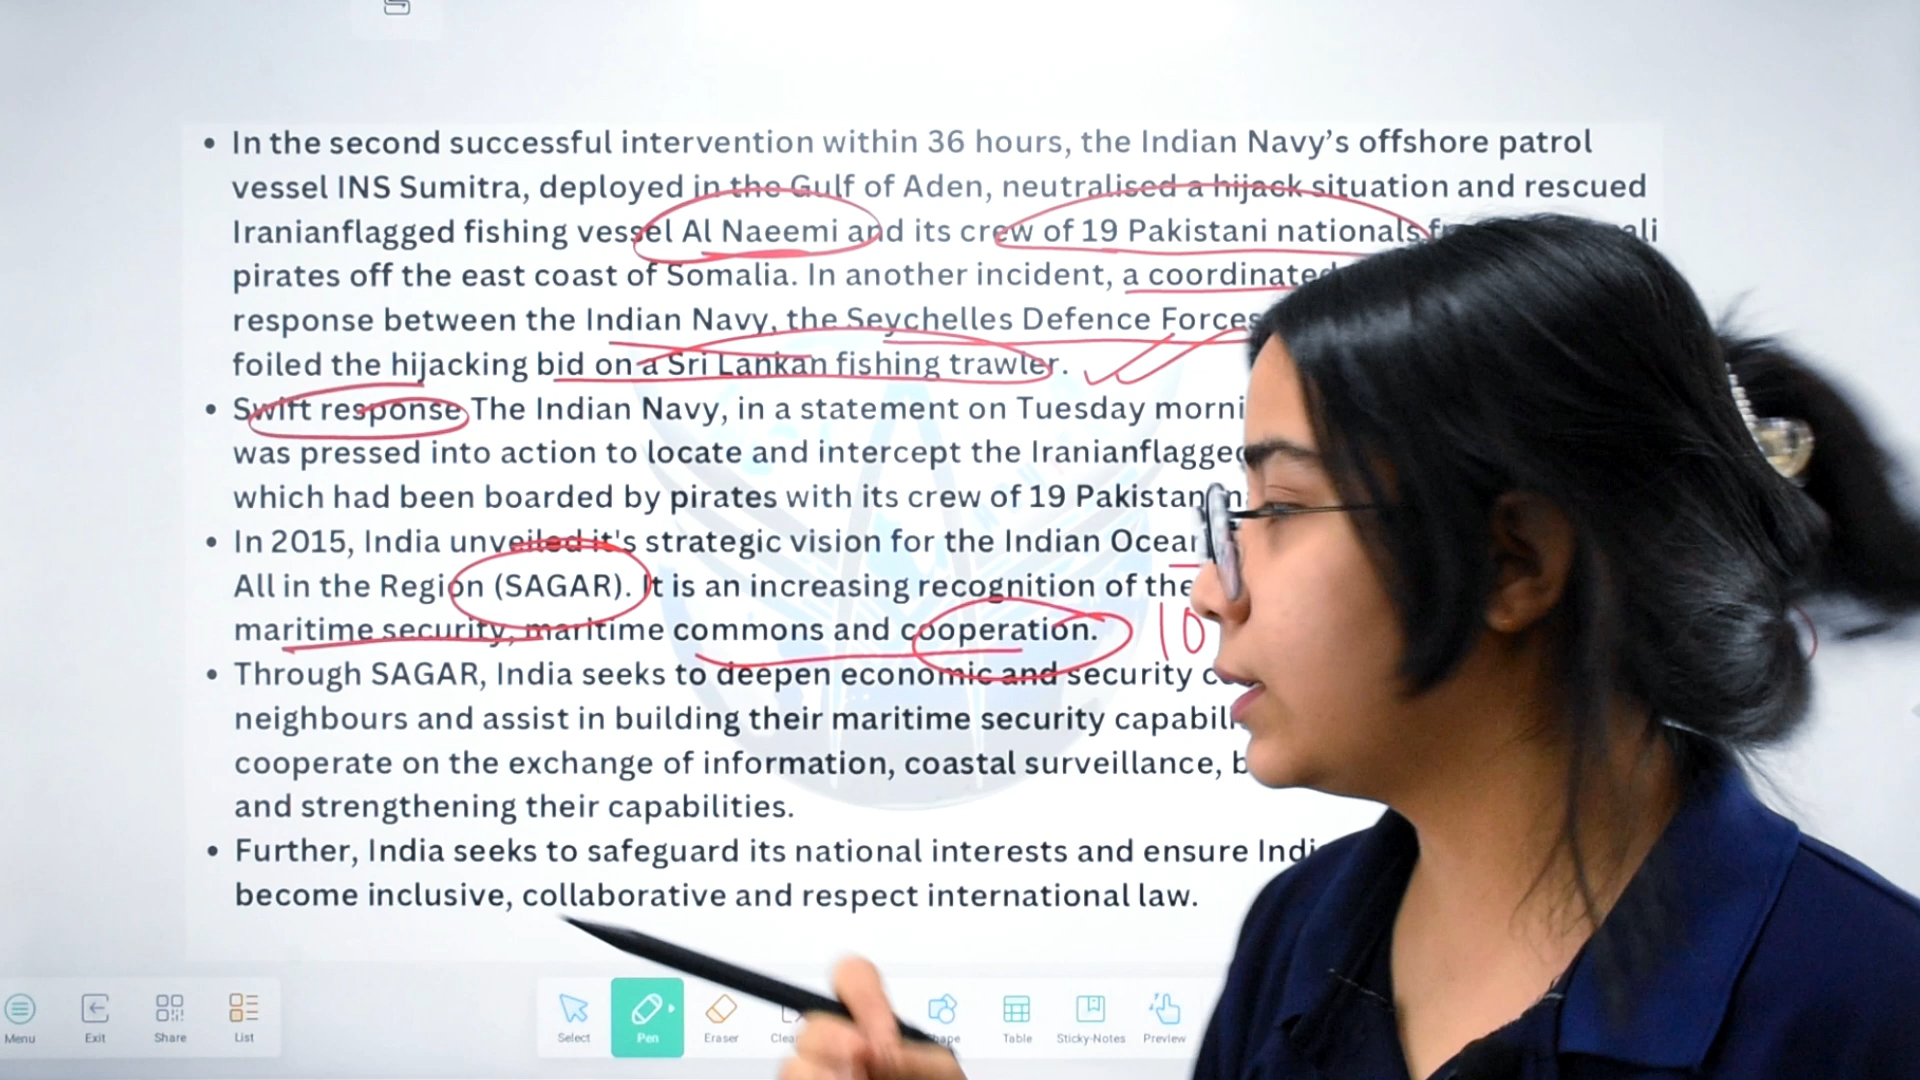 • In the second successful intervention within 36 hours, the Indian Navy’s offshore patrol
vessel INS Sumitra, deployed in the Gulf of Aden, neutralised a hijack situation and rescued
Iranianflagged fishing vessel Al Naeemi and its crew of 19 Pakistani nationals
pirates off the east coast of Somalia. In another incident, a coordinated
response between the Indian Navy, the Seychelles Defence Forces
foiled the hijacking bid on a Sri Lankan fishing trawler.
• Swift response The Indian Navy, in a statement on Tuesday
was pressed into action to locate and intercept the Iranianflagged
which had been boarded by pirates with its crew of 19
• In 2015, India unveiled it's strategic vision for the Indian
All in the Region (SAGAR). It is an increasing recognition of the
maritime security, maritime commons and cooperation. 10
• Through SAGAR, India seeks to deepen economic and security
neighbours and assist in building their maritime security
cooperate on the exchange of information, coastal surveillance,
and strengthening their capabilities.
• Further, India seeks to safeguard its national interests and ensure
become inclusive, collaborative and respect international law.
Menu Exit Share List Select Pen Eraser Table Sticky-Notes Preview